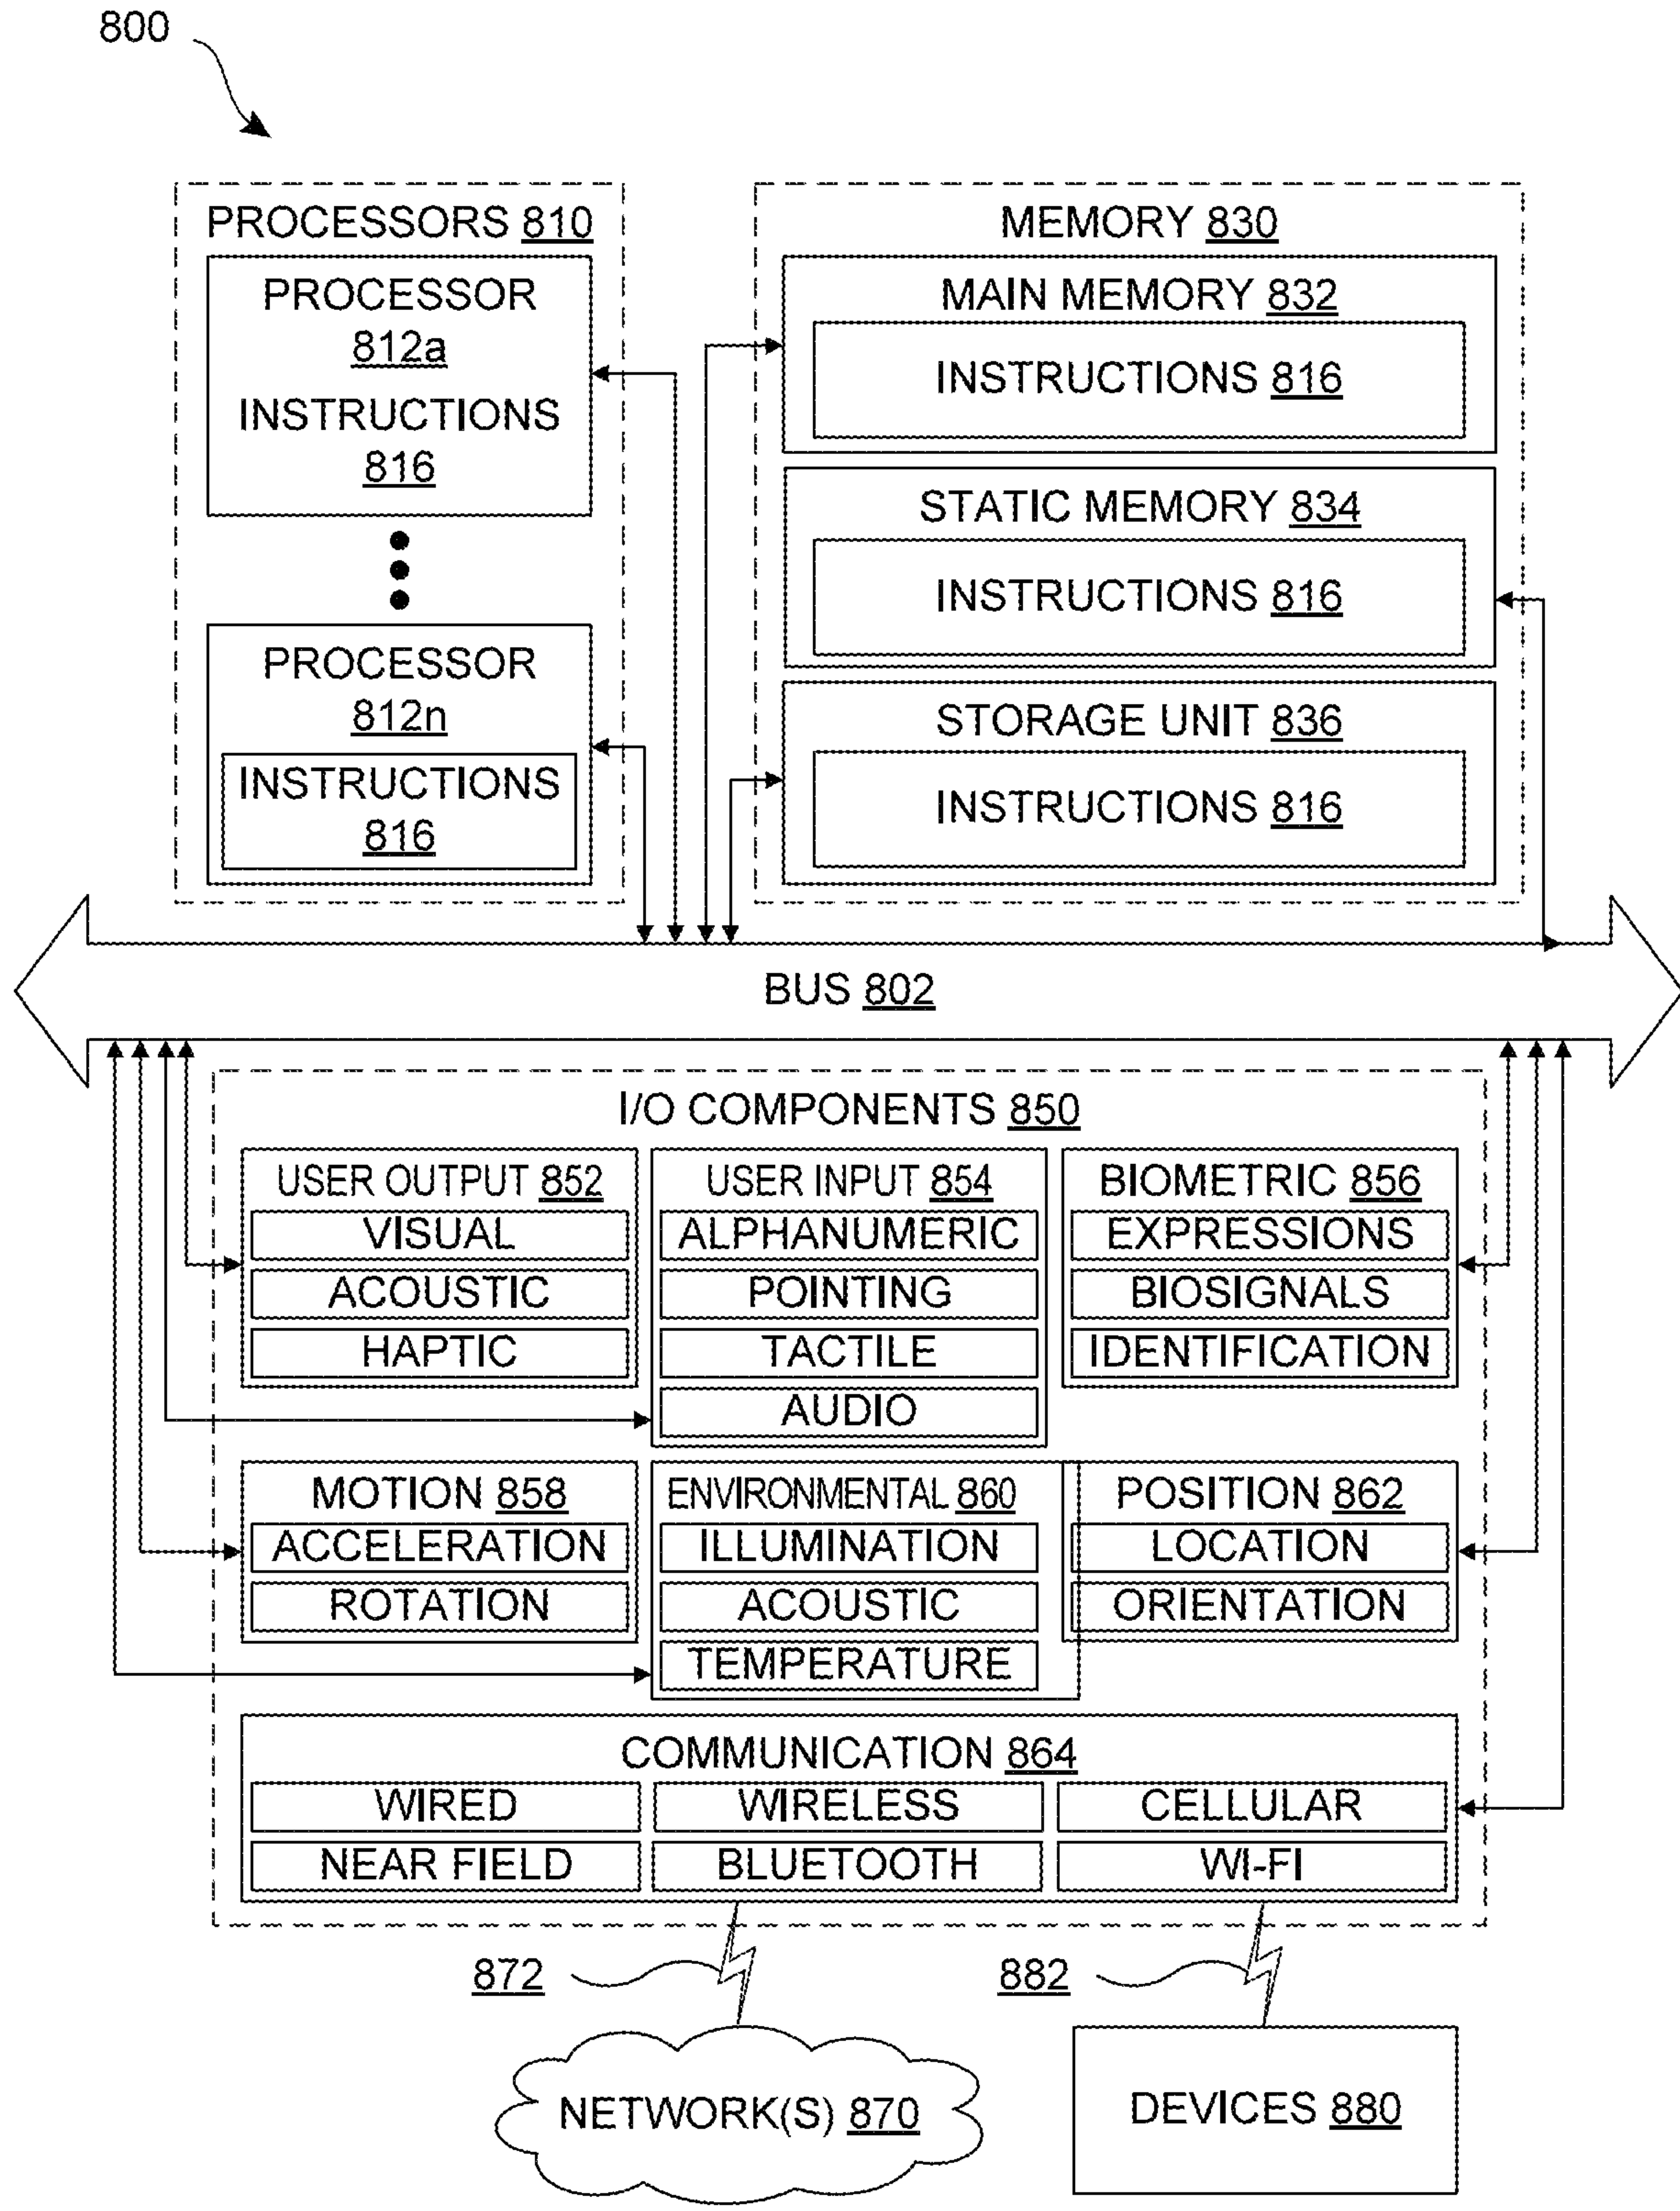 800
PROCESSORS 810
PROCESSOR
812a
INSTRUCTIONS
816
PROCESSOR
812n
INSTRUCTIONS
816
MEMORY 830
MAIN MEMORY 832
INSTRUCTIONS 816
STATIC MEMORY 834
INSTRUCTIONS 816
STORAGE UNIT 836
INSTRUCTIONS 816
BUS 802
I/O COMPONENTS 850
USER OUTPUT 852
VISUAL
ACOUSTIC
HAPTIC
USER INPUT 854
ALPHANUMERIC
POINTING
TACTILE
AUDIO
BIOMETRIC 856
EXPRESSIONS
BIOSIGNALS
IDENTIFICATION
MOTION 858
ACCELERATION
ROTATION
ENVIRONMENTAL 860
ILLUMINATION
ACOUSTIC
TEMPERATURE
POSITION 862
LOCATION
ORIENTATION
COMMUNICATION 864
WIRED
WIRELESS
CELLULAR
NEAR FIELD
BLUETOOTH
WI-FI
872
882
NETWORK(S) 870
DEVICES 880